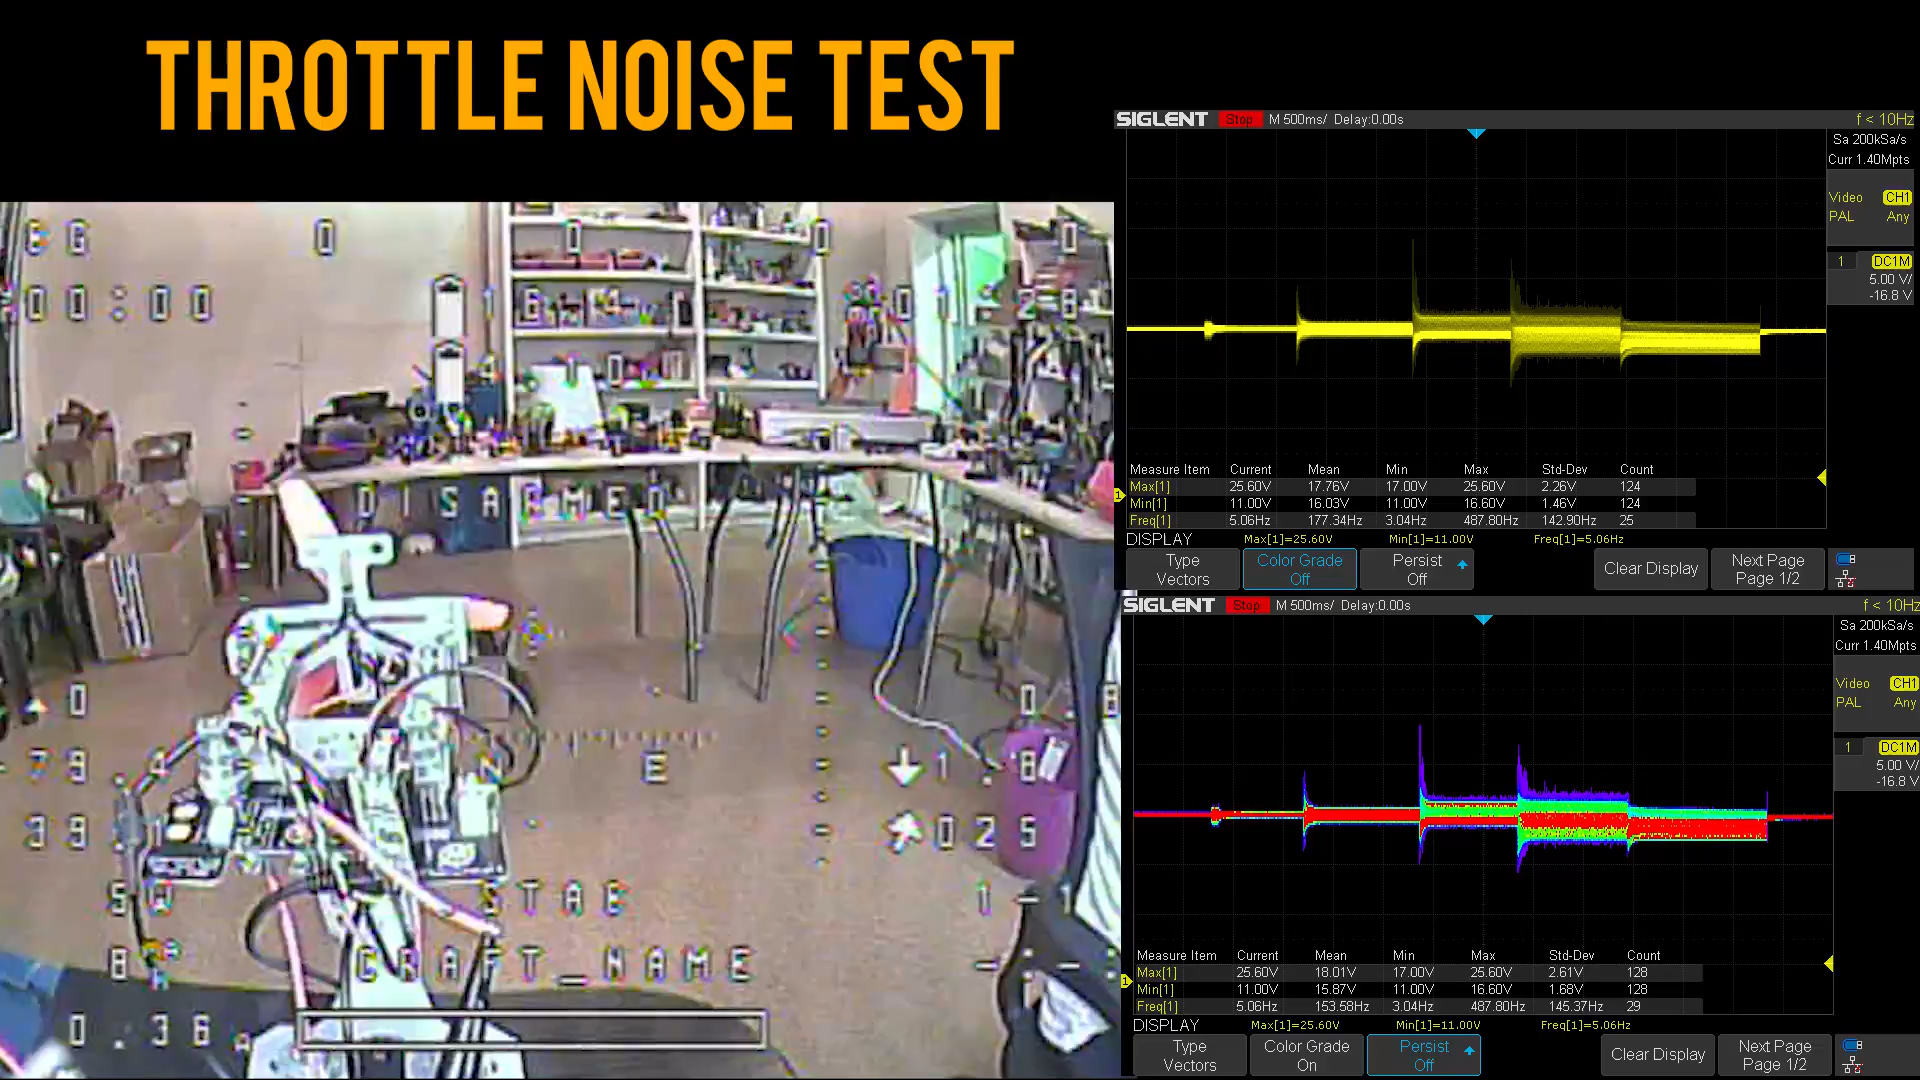 THROTTLE NOISE TEST
SIGLENT Stop M 500ms/ Delay:0.00s f < 10Hz
Sa 200kSa/s
Curr 1.40Mpts
Video CH1
PAL Any
1 DC1M
5.00 V/
-16.8 V
Measure Item Current Mean Min Max Std-Dev Count
Max[1] 25.60V 17.76V 17.00V 25.60V 2.26V 124
Min[1] 11.00V 16.03V 11.00V 16.60V 1.46V 124
Freq[1] 5.06Hz 177.34Hz 3.04Hz 487.80Hz 142.90Hz 25
DISPLAY Max[1]=25.60V Min[1]=11.00V Freq[1]=5.06Hz
Type Vectors
Color Grade Off
Persist Off
Clear Display
Next Page Page 1/2
SIGLENT Stop M 500ms/ Delay:0.00s f < 10Hz
Sa 200kSa/s
Curr 1.40Mpts
Video CH1
PAL Any
1 DC1M
5.00 V/
-16.8 V
Measure Item Current Mean Min Max Std-Dev Count
Max[1] 25.60V 18.01V 17.00V 25.60V 2.61V 128
Min[1] 11.00V 15.87V 11.00V 16.60V 1.68V 128
Freq[1] 5.06Hz 153.58Hz 3.04Hz 487.80Hz 145.37Hz 29
DISPLAY Max[1]=25.60V Min[1]=11.00V Freq[1]=5.06Hz
Type Vectors
Color Grade On
Persist Off
Clear Display
Next Page Page 1/2
0 0 0 0
00:00
DISARMED
0
E
025
STAB
CRAFT_NAME
0.36A